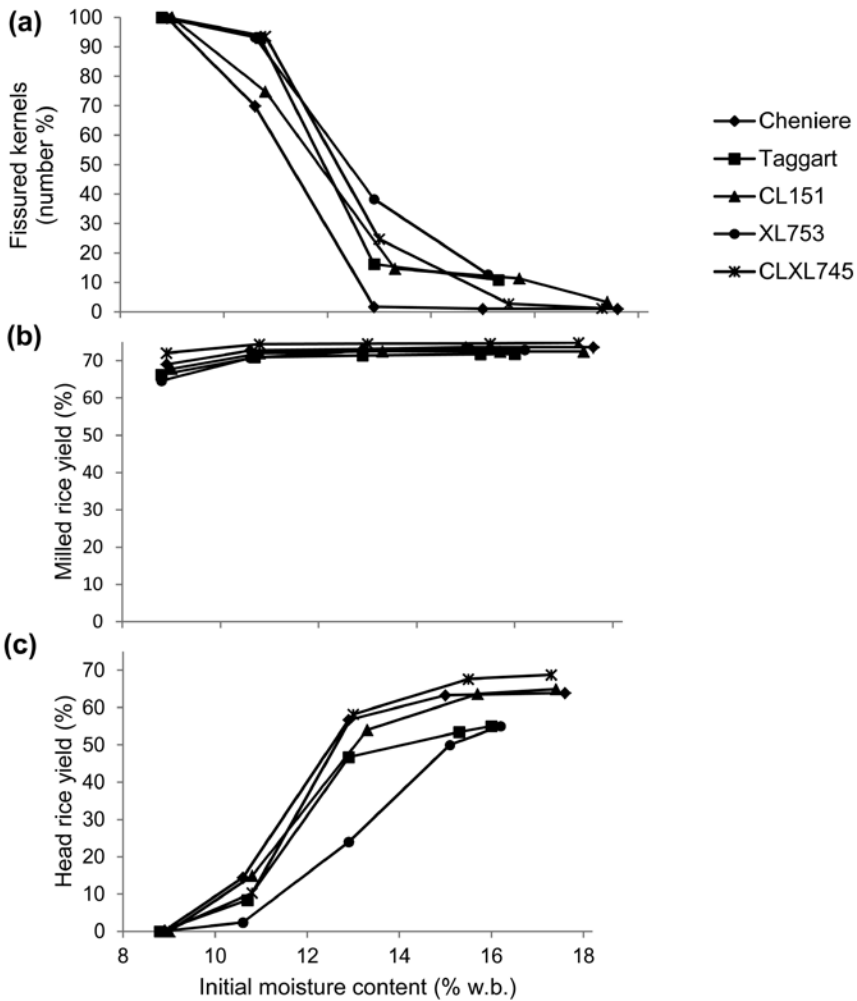 (a)
Fissured kernels
(number %)
100
90
80
70
60
50
40
30
20
10
0
Cheniere
Taggart
CL151
XL753
CLXL745
(b)
Milled rice yield (%)
70
60
50
40
30
20
10
0
(c)
Head rice yield (%)
70
60
50
40
30
20
10
0
8 10 12 14 16 18
Initial moisture content (% w.b.)